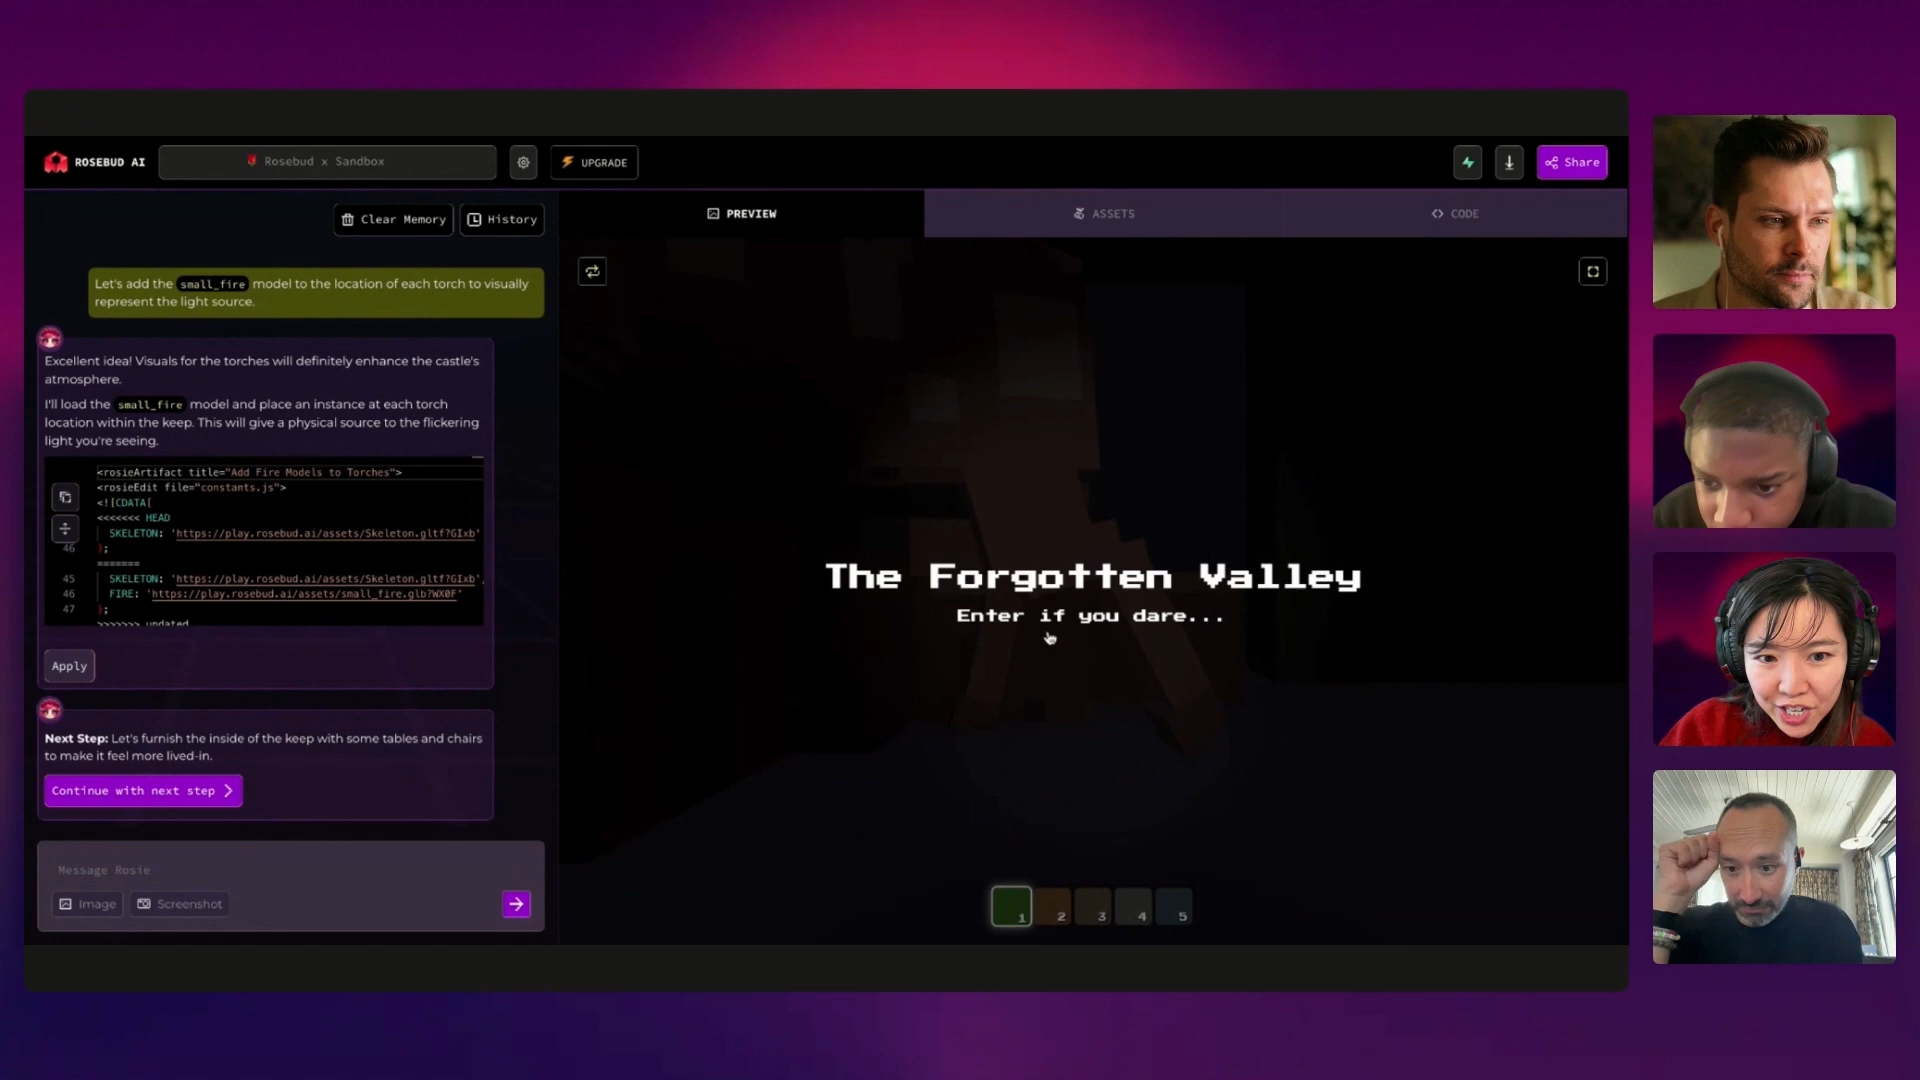 ROSEBUD AI
Rosebud x Sandbox
UPGRADE
Share
Clear Memory
History
PREVIEW
ASSETS
CODE
Let's add the small_fire model to the location of each torch to visually
represent the light source.
Excellent idea! Visuals for the torches will definitely enhance the castle's
atmosphere.
I'll load the small_fire model and place an instance at each torch
location within the keep. This will give a physical source to the flickering
light you're seeing.
<rosieArtifact title="Add Fire Models to Torches">
<rosieEdit file="constants.js">
<![CDATA[
<<<<<<< HEAD
SKELETON: 'https://play.rosebud.ai/assets/Skeleton.gltf?GIxb'
46 };
=======
45 SKELETON: 'https://play.rosebud.ai/assets/Skeleton.gltf?GIxb',
46 FIRE: 'https://play.rosebud.ai/assets/small_fire.glb?WX0F'
47 };
>>>>>>> updated
Apply
Next Step: Let's furnish the inside of the keep with some tables and chairs
to make it feel more lived-in.
Continue with next step
Message Rosie
Image
Screenshot
The Forgotten Valley
Enter if you dare...
1 2 3 4 5